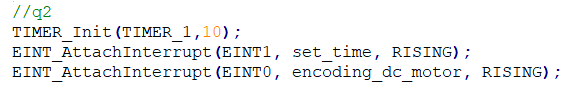 //q2
TIMER_Init(TIMER_1,10);
EINT_AttachInterrupt(EINT1, set_time, RISING);
EINT_AttachInterrupt(EINT0, encoding_dc_motor, RISING);